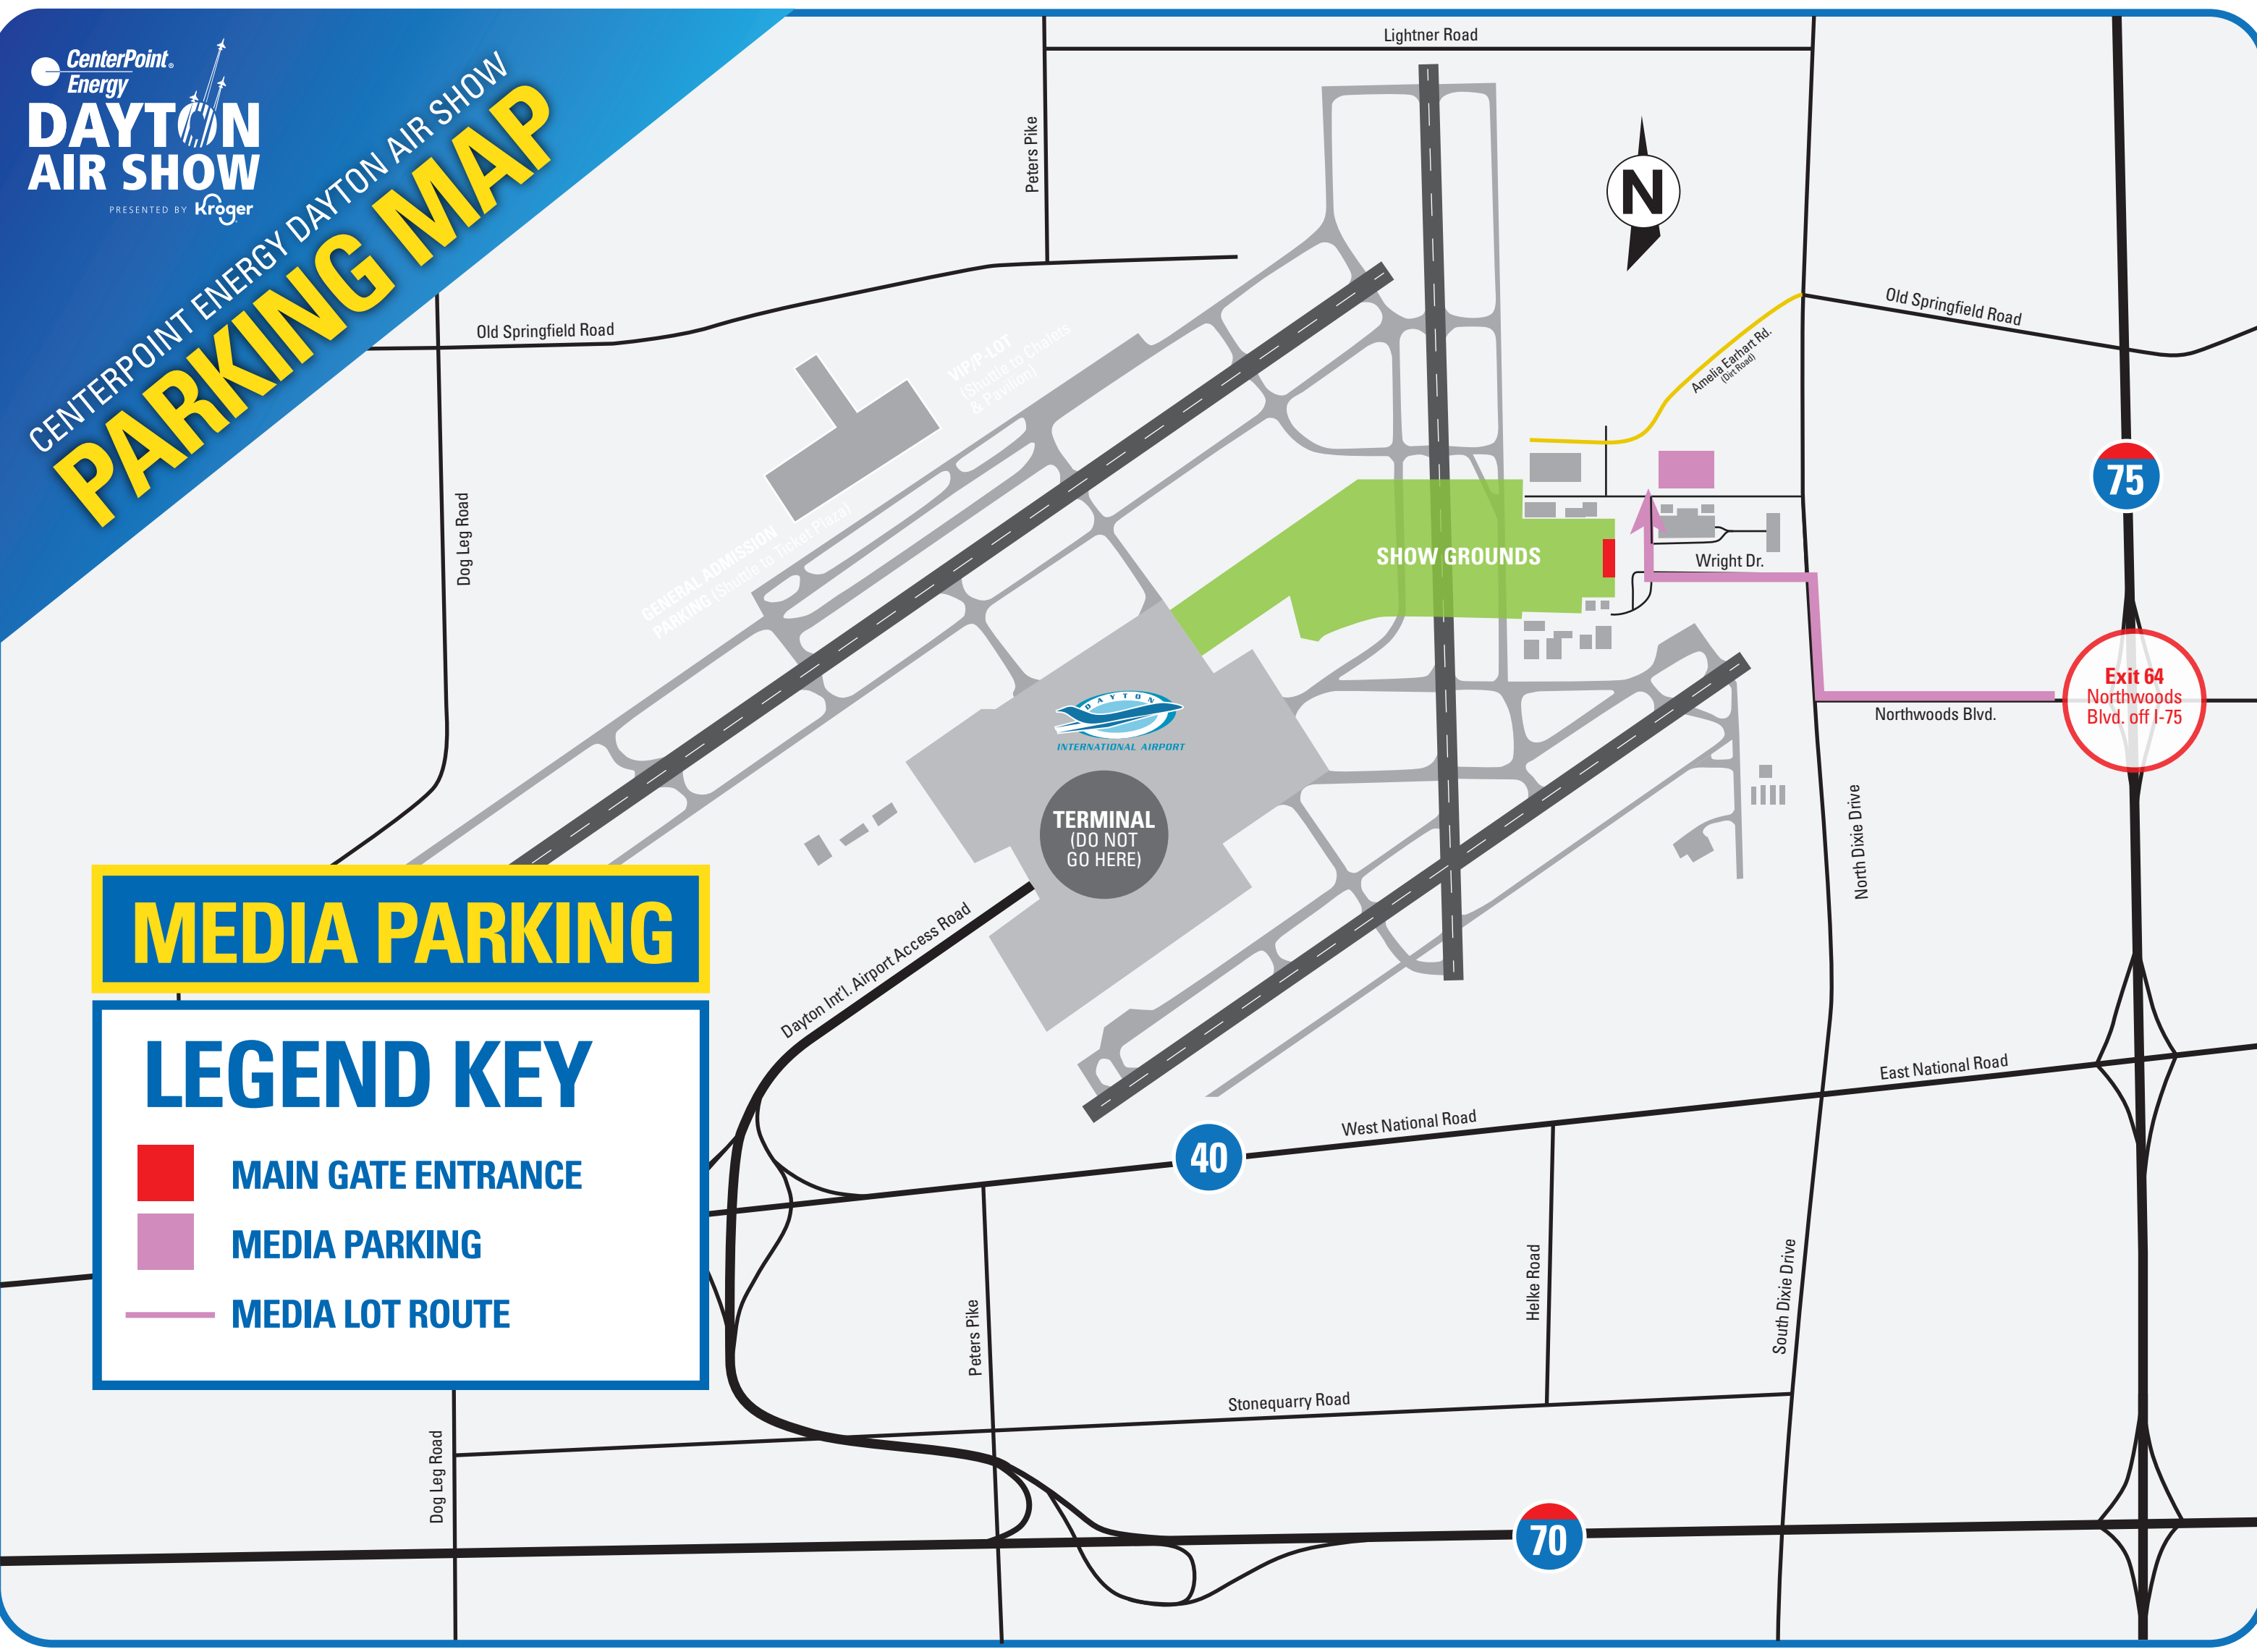 CenterPoint®
Energy
DAYTON
AIR SHOW
PRESENTED BY Kroger
CENTERPOINT ENERGY DAYTON AIR SHOW
PARKING MAP
Lightner Road
Peters Pike
N
Old Springfield Road
Old Springfield Road
Amelia Earhart Rd.
(Dirt Road)
VIP/P-LOT
(Shuttle to Chalets
& Pavilion)
75
Dog Leg Road
GENERAL ADMISSION
PARKING (Shuttle to Ticket Plaza)
SHOW GROUNDS
Wright Dr.
Exit 64
Northwoods
Blvd. off I-75
Northwoods Blvd.
DAYTON
INTERNATIONAL AIRPORT
TERMINAL
(DO NOT
GO HERE)
North Dixie Drive
MEDIA PARKING
Dayton Int'l. Airport Access Road
LEGEND KEY
MAIN GATE ENTRANCE
MEDIA PARKING
MEDIA LOT ROUTE
East National Road
West National Road
40
Helke Road
South Dixie Drive
Peters Pike
Stonequarry Road
Dog Leg Road
70